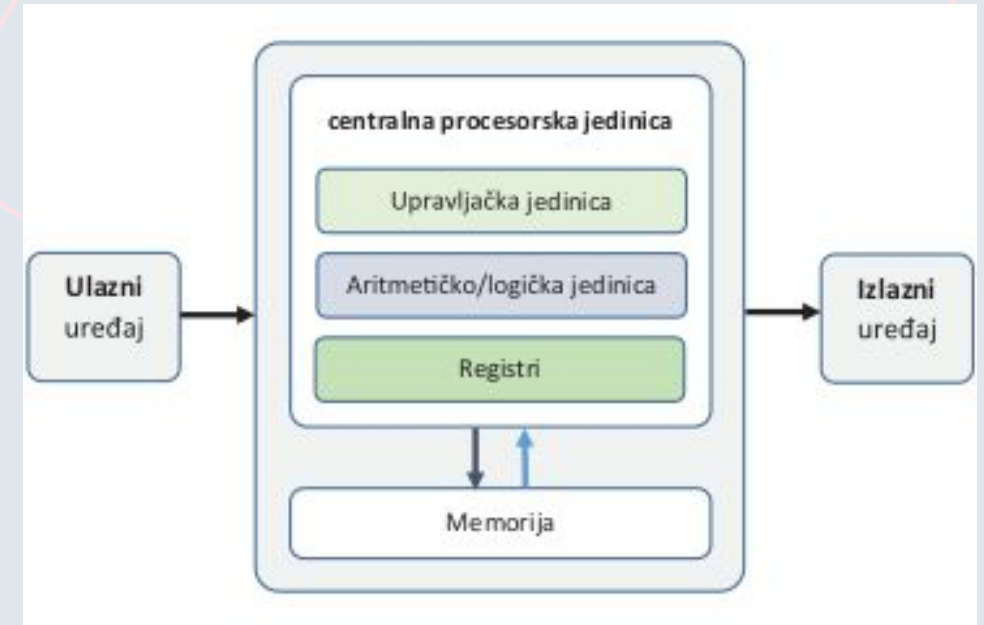 centralna procesorska jedinica
Upravljačka jedinica
Aritmetičko/logička jedinica
Registri
Memorija
Ulazni
uređaj
Izlazni
uređaj